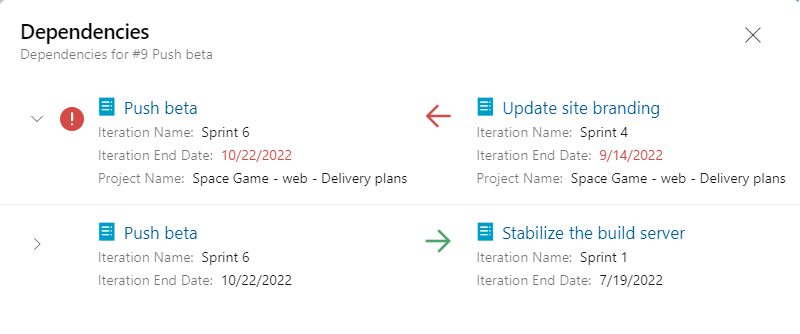 Dependencies
Dependencies for #9 Push beta
Push beta
Iteration Name: Sprint 6
Iteration End Date: 10/22/2022
Project Name: Space Game - web - Delivery plans
Update site branding
Iteration Name: Sprint 4
Iteration End Date: 9/14/2022
Project Name: Space Game - web - Delivery plans
Push beta
Iteration Name: Sprint 6
Iteration End Date: 10/22/2022
Stabilize the build server
Iteration Name: Sprint 1
Iteration End Date: 7/19/2022